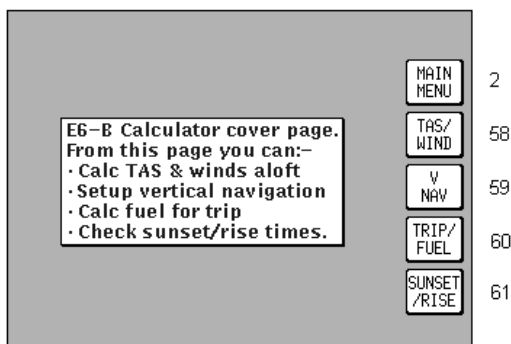 E6-B Calculator cover page.
From this page you can:-
· Calc TAS & winds aloft
· Setup vertical navigation
· Calc fuel for trip
· Check sunset/rise times.
MAIN
MENU
2
TAS/
WIND
58
V
NAV
59
TRIP/
FUEL
60
SUNSET
/RISE
61